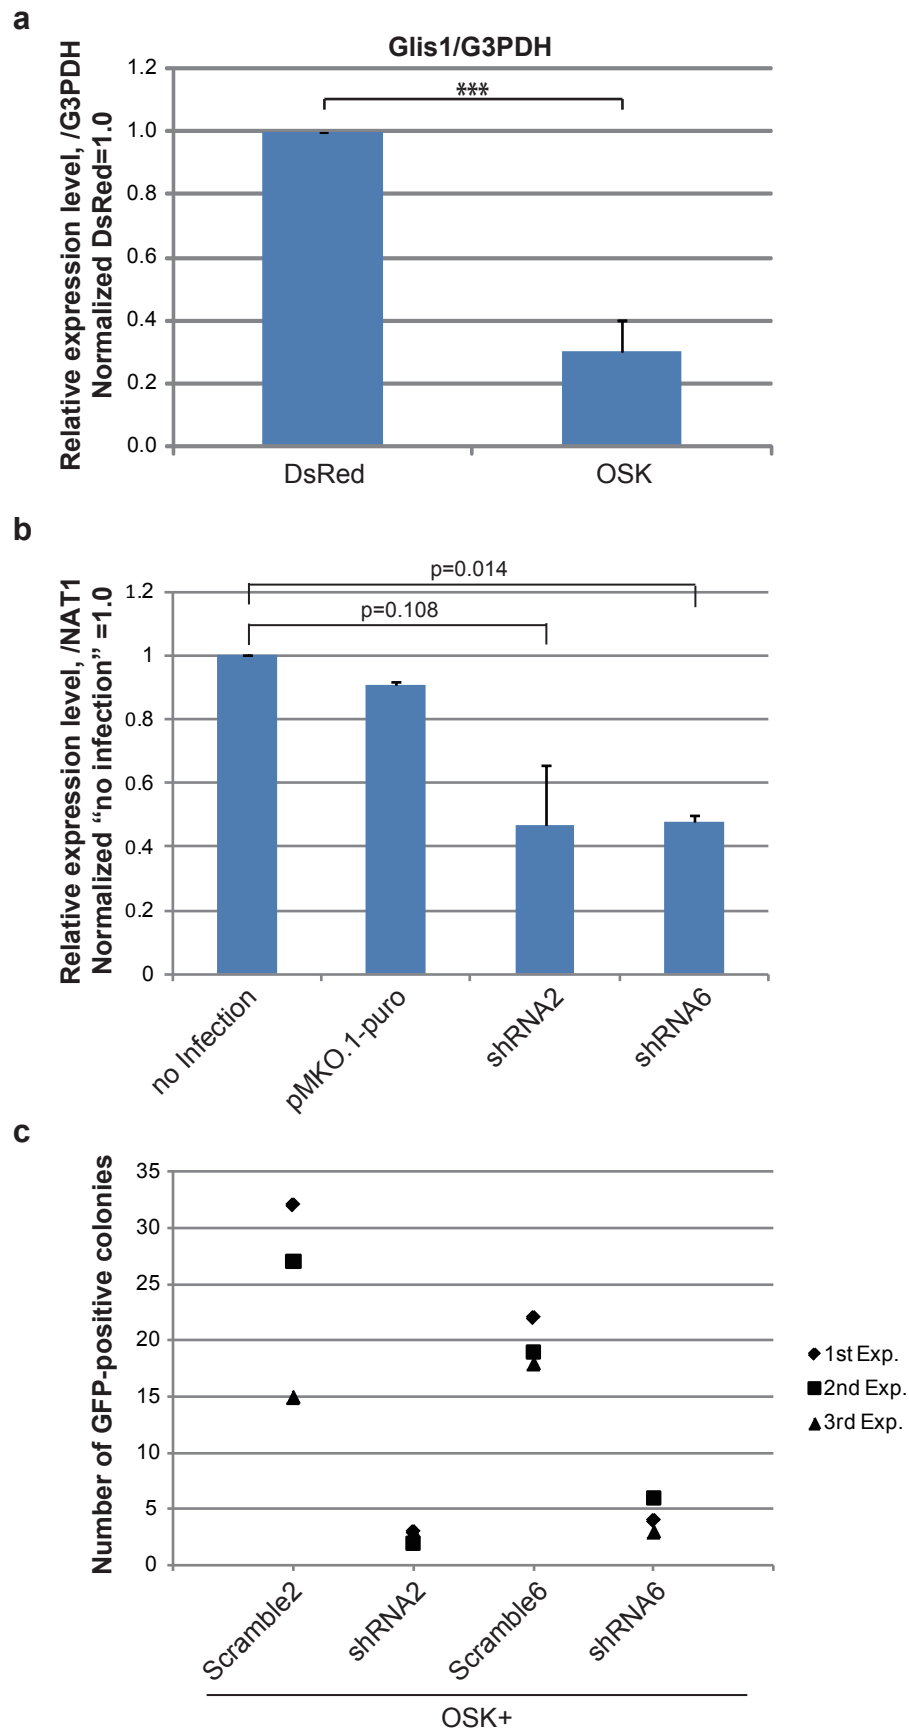 a
Glis1/G3PDH
Relative expression level, /G3PDH
Normalized DsRed=1.0
1.2
1.0
0.8
0.6
0.4
0.2
0.0
***
DsRed
OSK
b
Relative expression level, /NAT1
Normalized “no infection” =1.0
1.2
1
0.8
0.6
0.4
0.2
0
p=0.014
p=0.108
no Infection
pMKO.1-puro
shRNA2
shRNA6
c
Number of GFP-positive colonies
35
30
25
20
15
10
5
0
1st Exp.
2nd Exp.
3rd Exp.
Scramble2
shRNA2
Scramble6
shRNA6
OSK+